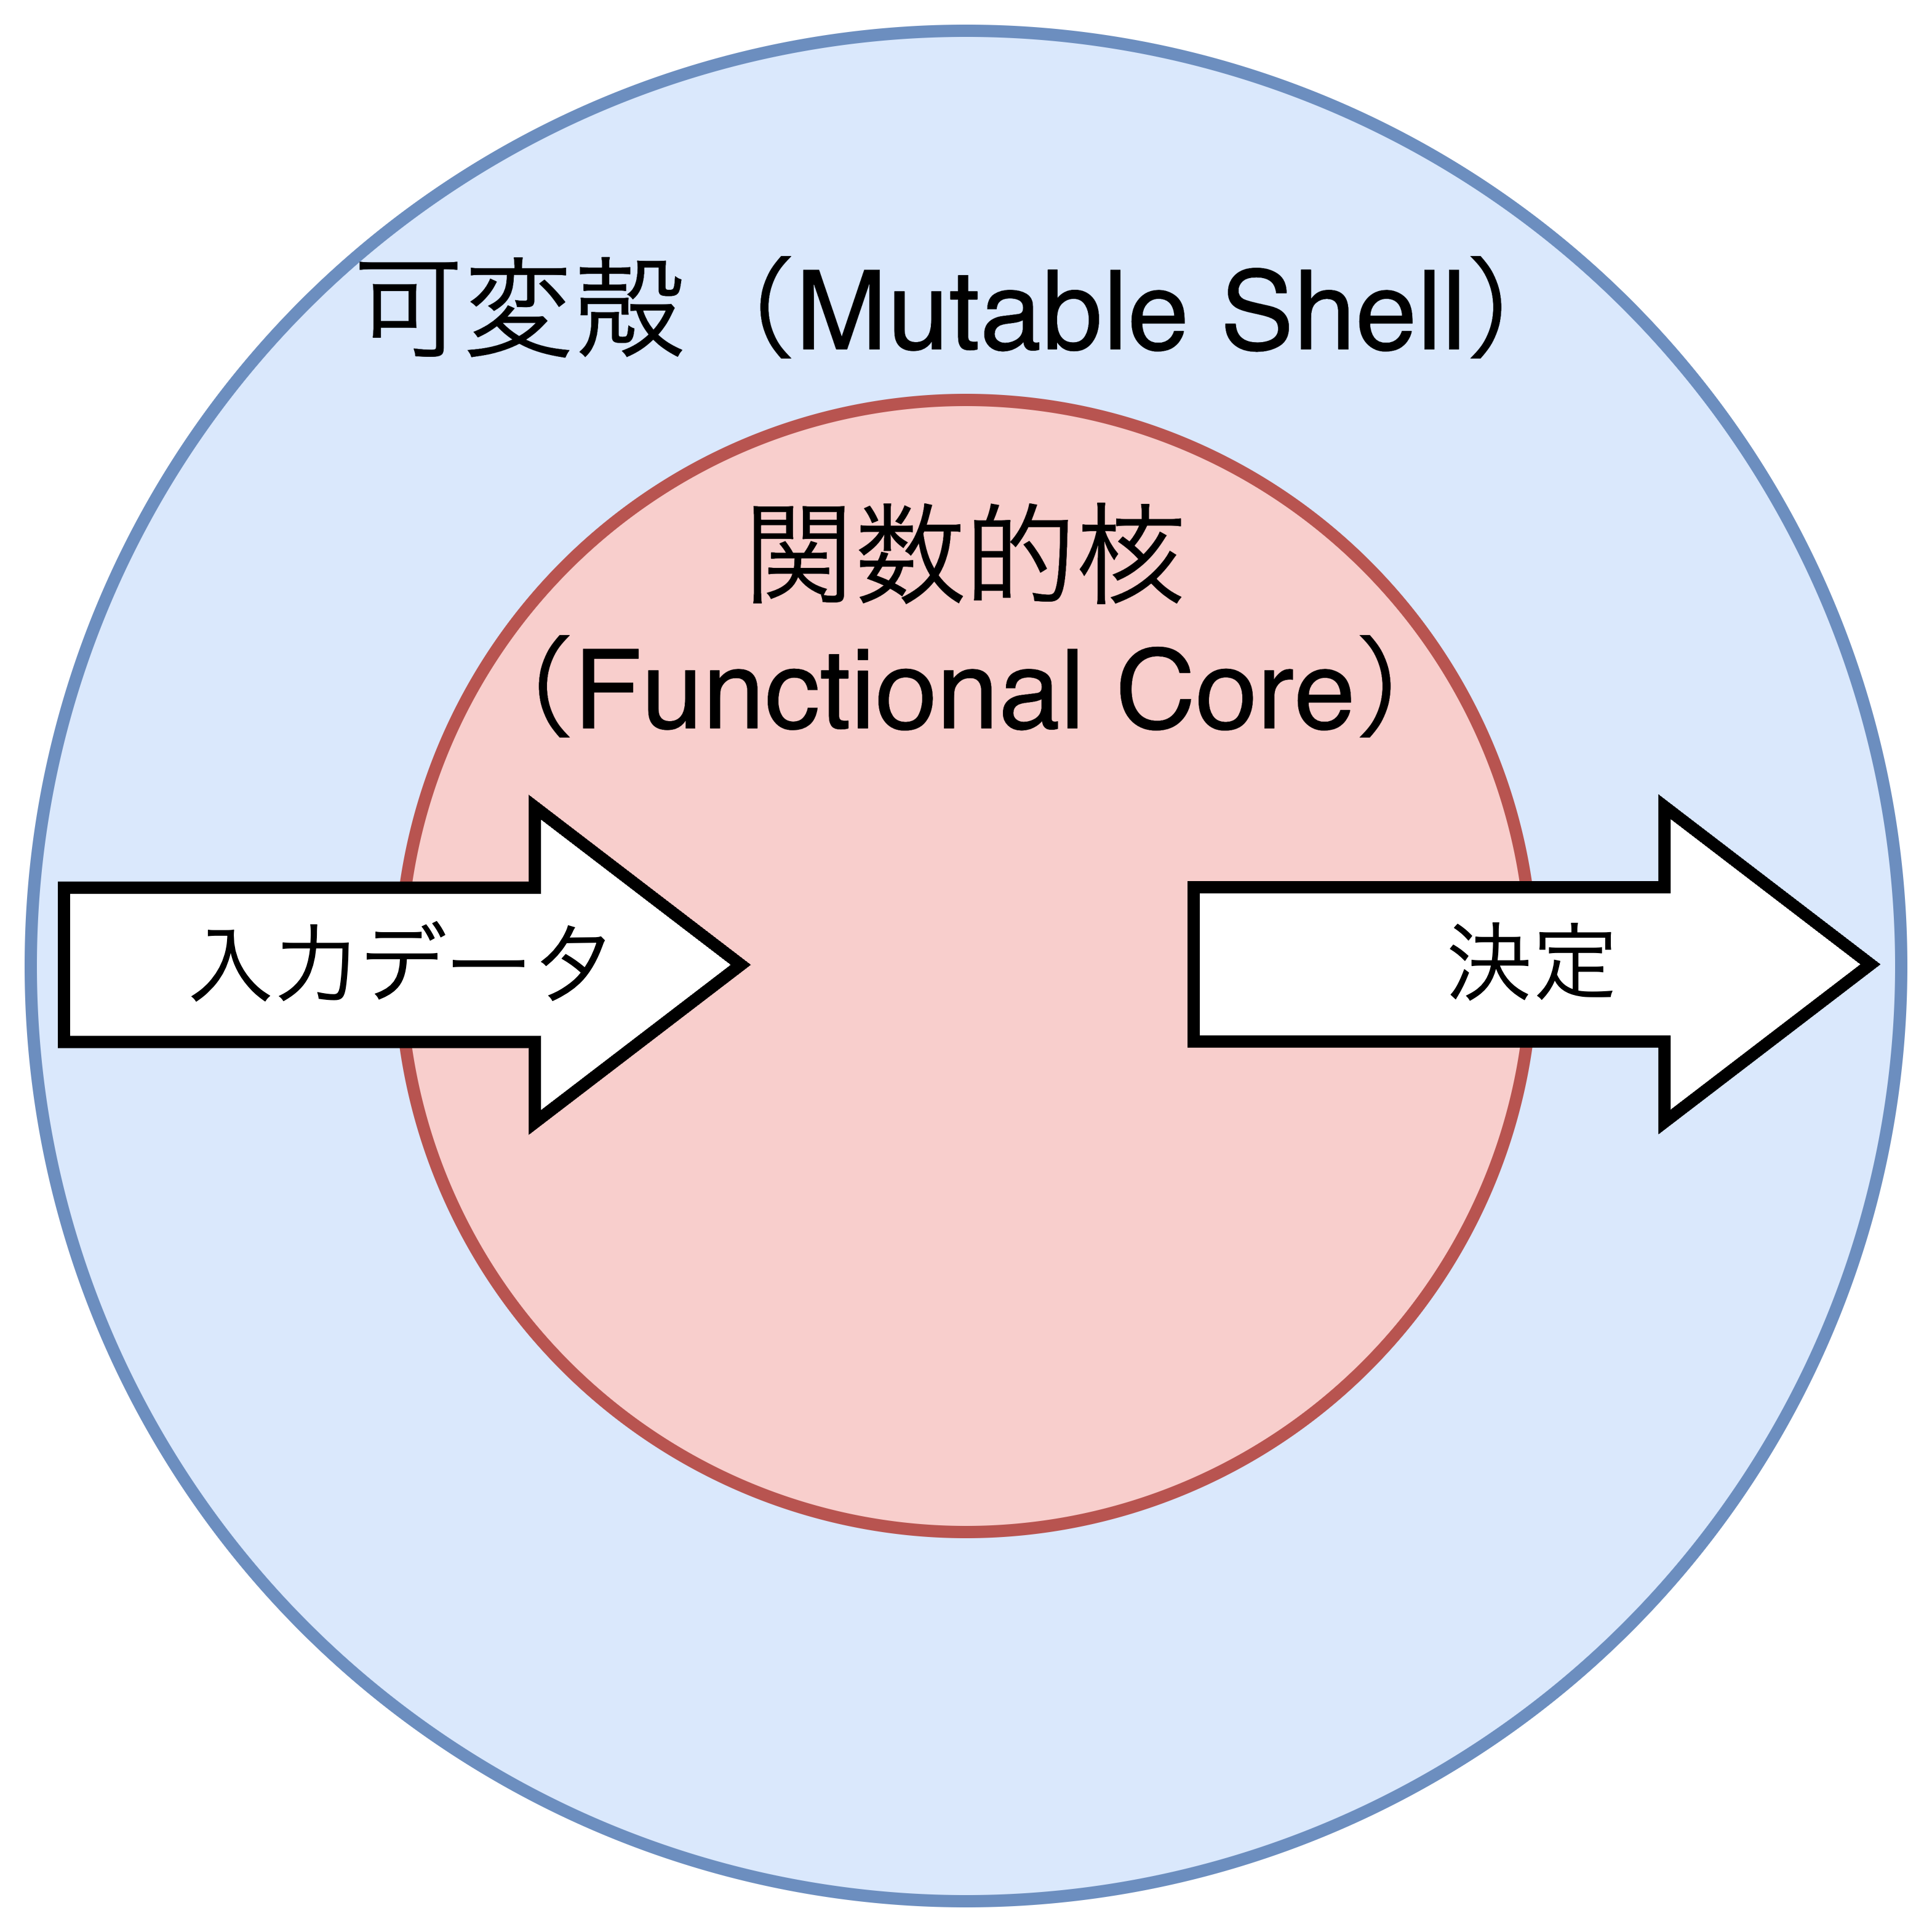 可変殻（Mutable Shell）
関数的核
（Functional Core）
入力データ
決定